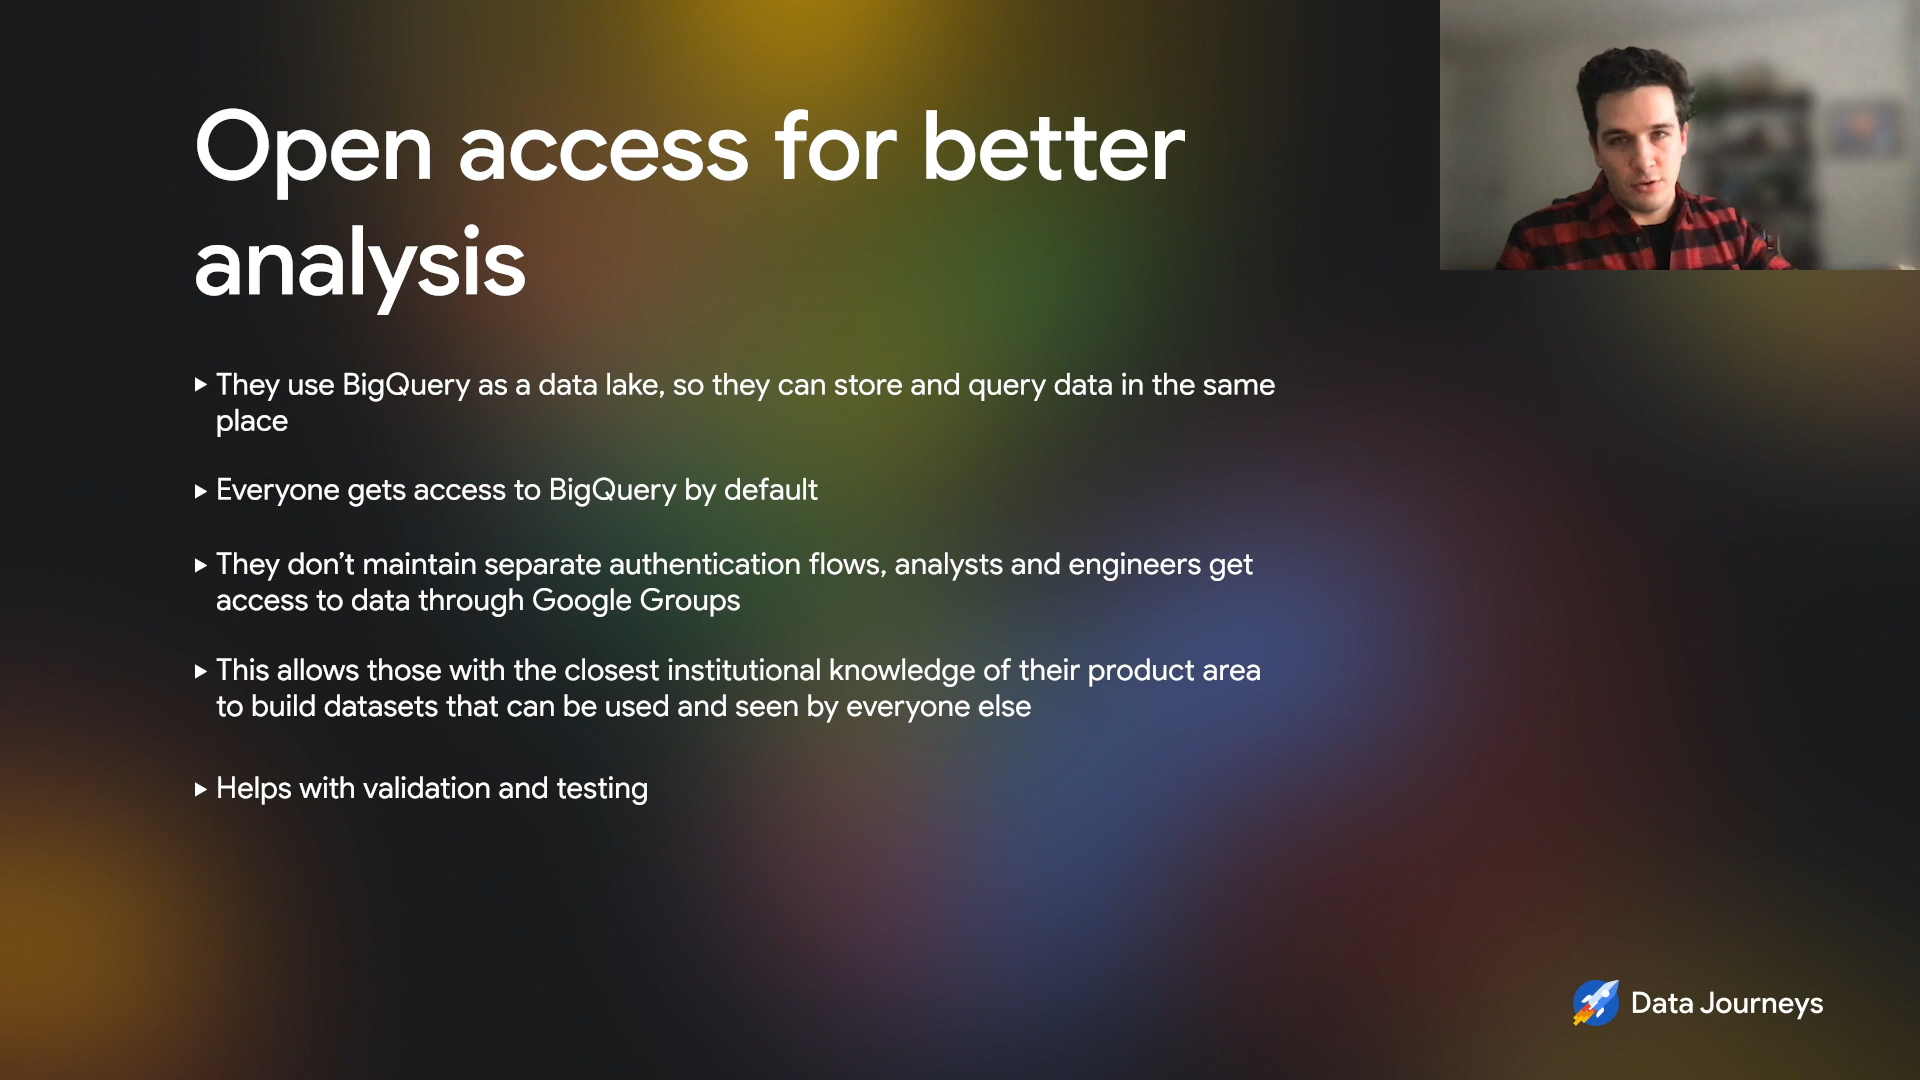 Open access for better
analysis
They use BigQuery as a data lake, so they can store and query data in the same
place
Everyone gets access to BigQuery by default
They don’t maintain separate authentication flows, analysts and engineers get
access to data through Google Groups
This allows those with the closest institutional knowledge of their product area
to build datasets that can be used and seen by everyone else
Helps with validation and testing
Data Journeys